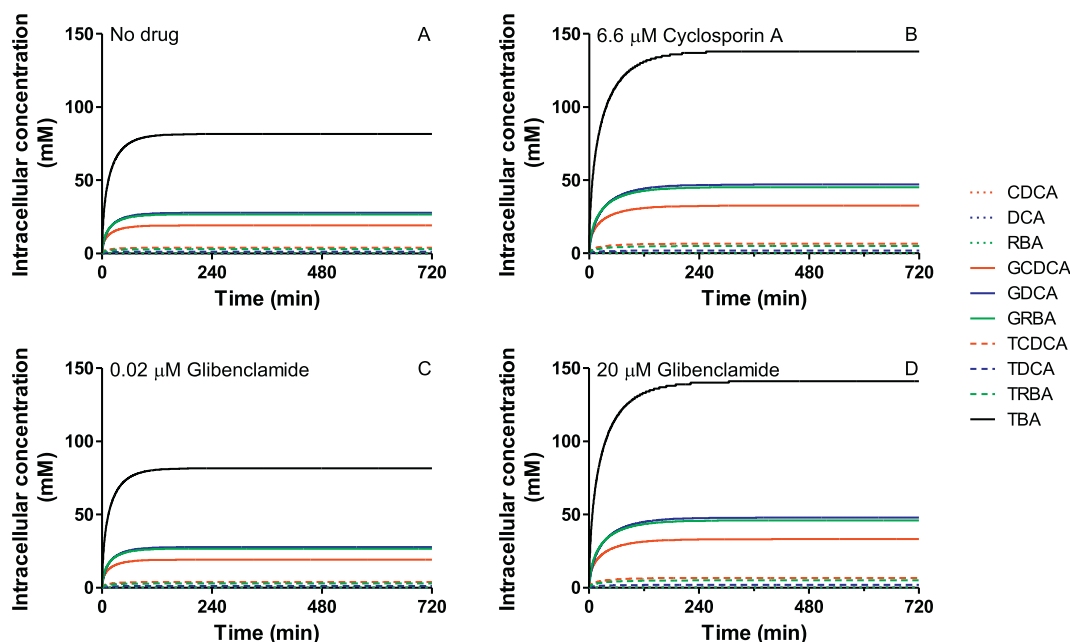 No drug
A
150
100
50
0
0
240
480
720
Time (min)
Intracellular concentration
(mM)
6.6 μM Cyclosporin A
B
150
100
50
0
0
240
480
720
Time (min)
Intracellular concentration
(mM)
0.02 μM Glibenclamide
C
150
100
50
0
0
240
480
720
Time (min)
Intracellular concentration
(mM)
20 μM Glibenclamide
D
150
100
50
0
0
240
480
720
Time (min)
Intracellular concentration
(mM)
CDCA
DCA
RBA
GCDCA
GDCA
GRBA
TCDCA
TDCA
TRBA
TBA